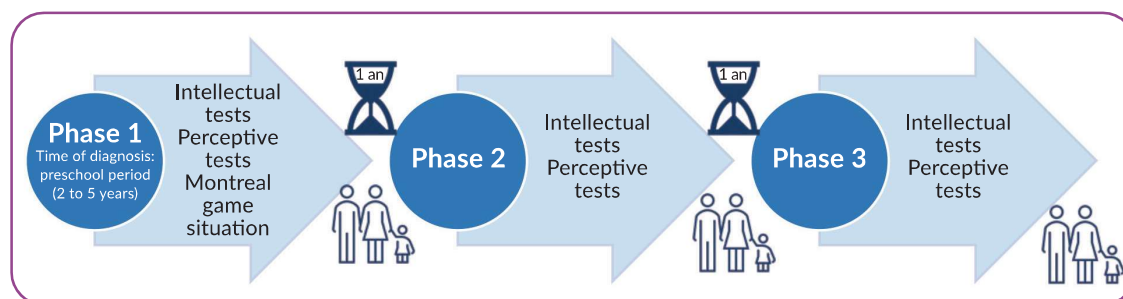 Phase 1
Time of diagnosis:
preschool period
(2 to 5 years)
Intellectual
tests
Perceptive
tests
Montreal
game
situation
1 an
Phase 2
Intellectual
tests
Perceptive
tests
1 an
Phase 3
Intellectual
tests
Perceptive
tests